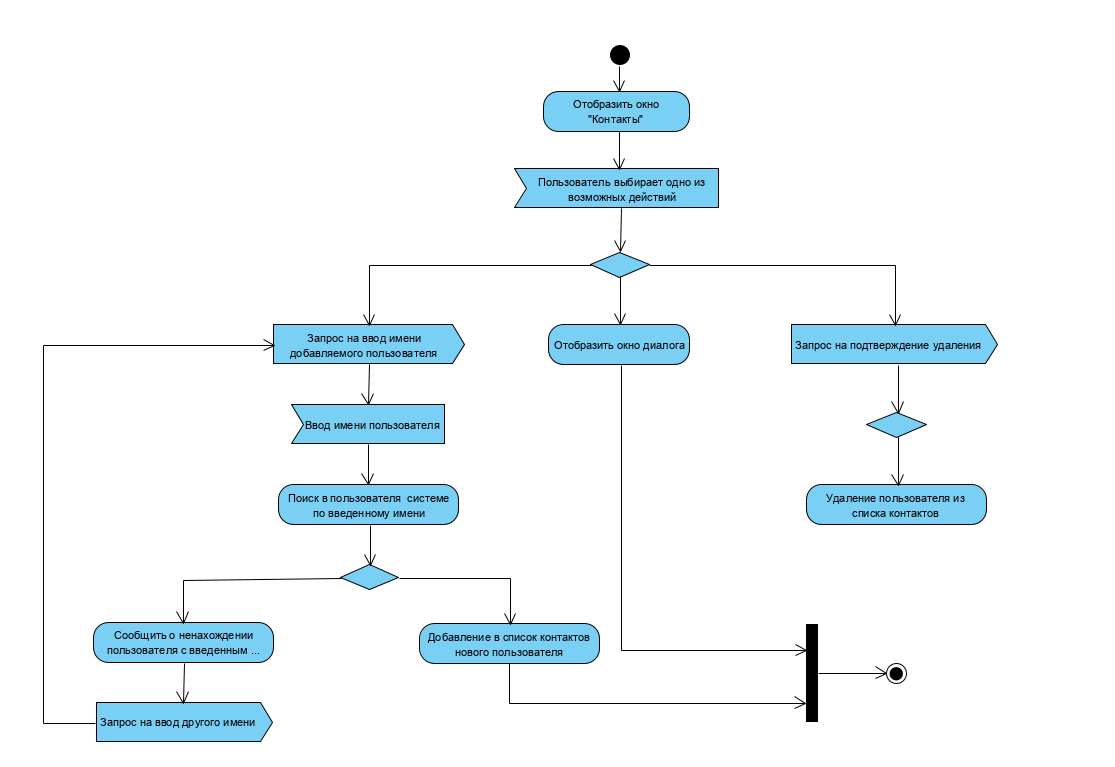 Отобразить окно
"Контакты"
Пользователь выбирает одно из
возможных действий
Запрос на ввод имени
добавляемого пользователя
Отобразить окно диалога
Запрос на подтверждение удаления
Ввод имени пользователя
Поиск в пользователя системе
по введенному имени
Удаление пользователя из
списка контактов
Сообщить о ненахождении
пользователя с введенным ...
Добавление в список контактов
нового пользователя
Запрос на ввод другого имени